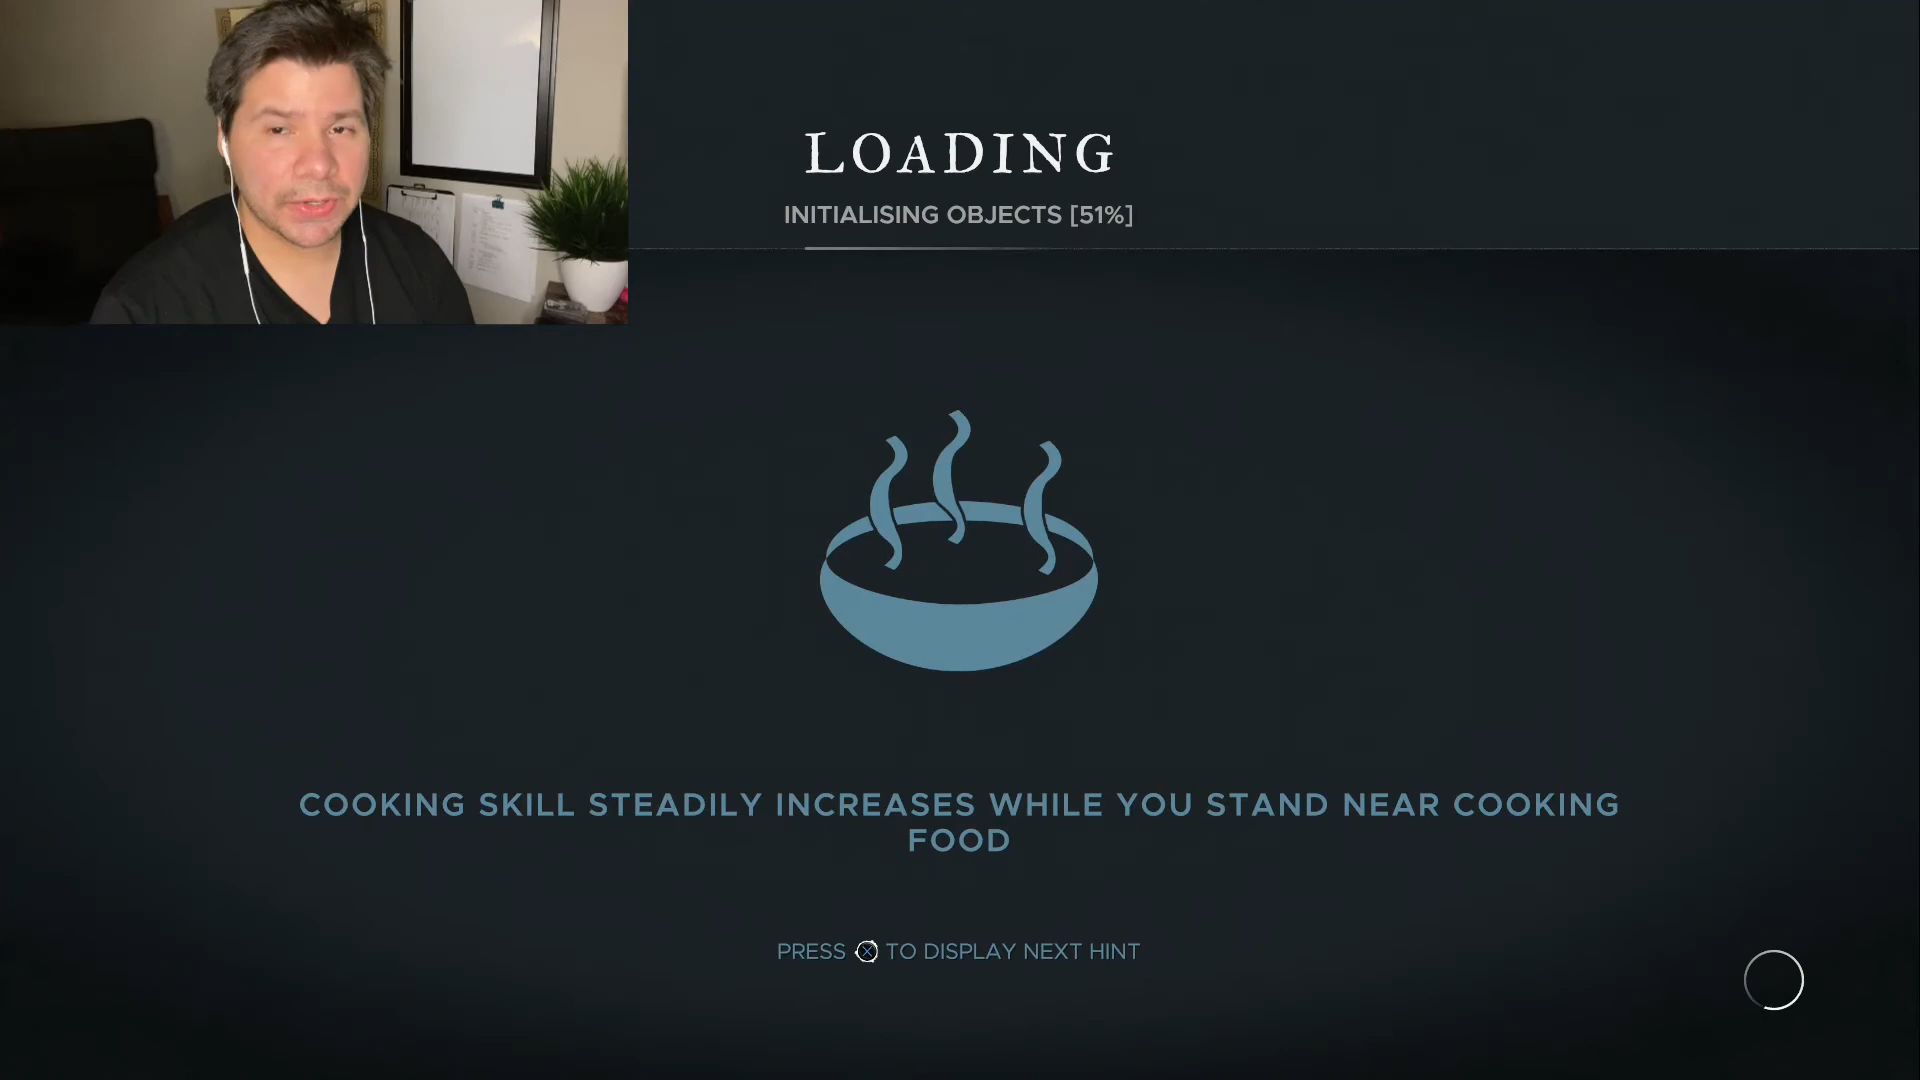 LOADING
INITIALISING OBJECTS [51%]
COOKING SKILL STEADILY INCREASES WHILE YOU STAND NEAR COOKING
FOOD
PRESS X TO DISPLAY NEXT HINT